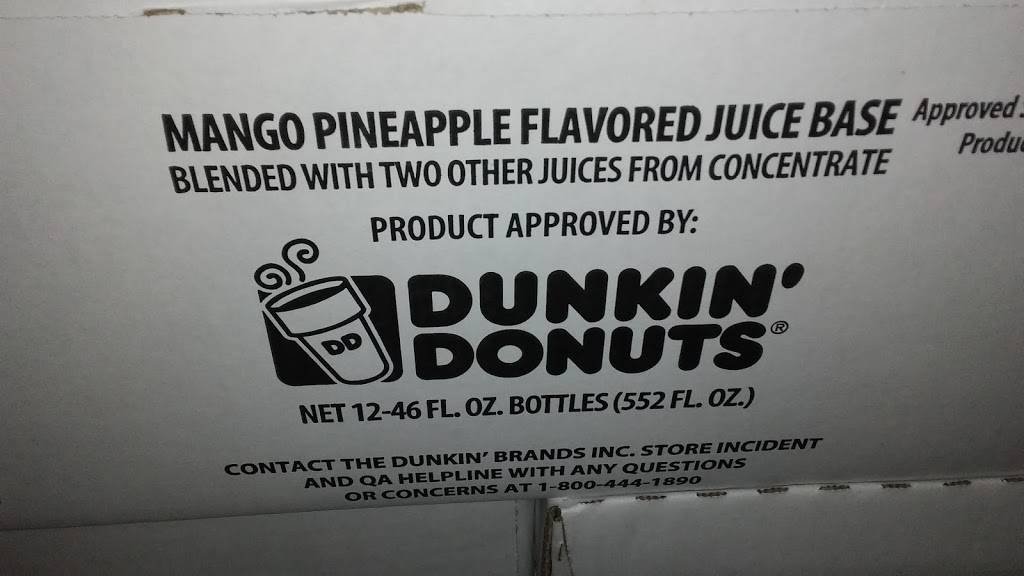 MANGO PINEAPPLE FLAVORED JUICE BASE
BLENDED WITH TWO OTHER JUICES FROM CONCENTRATE
Approved
PRODUCT APPROVED BY:
DD
DUNKIN'
DONUTS®
NET 12-46 FL. OZ. BOTTLES (552 FL. OZ.)
CONTACT THE DUNKIN' BRANDS INC. STORE INCIDENT
AND QA HELPLINE WITH ANY QUESTIONS
OR CONCERNS AT 1-800-444-1890